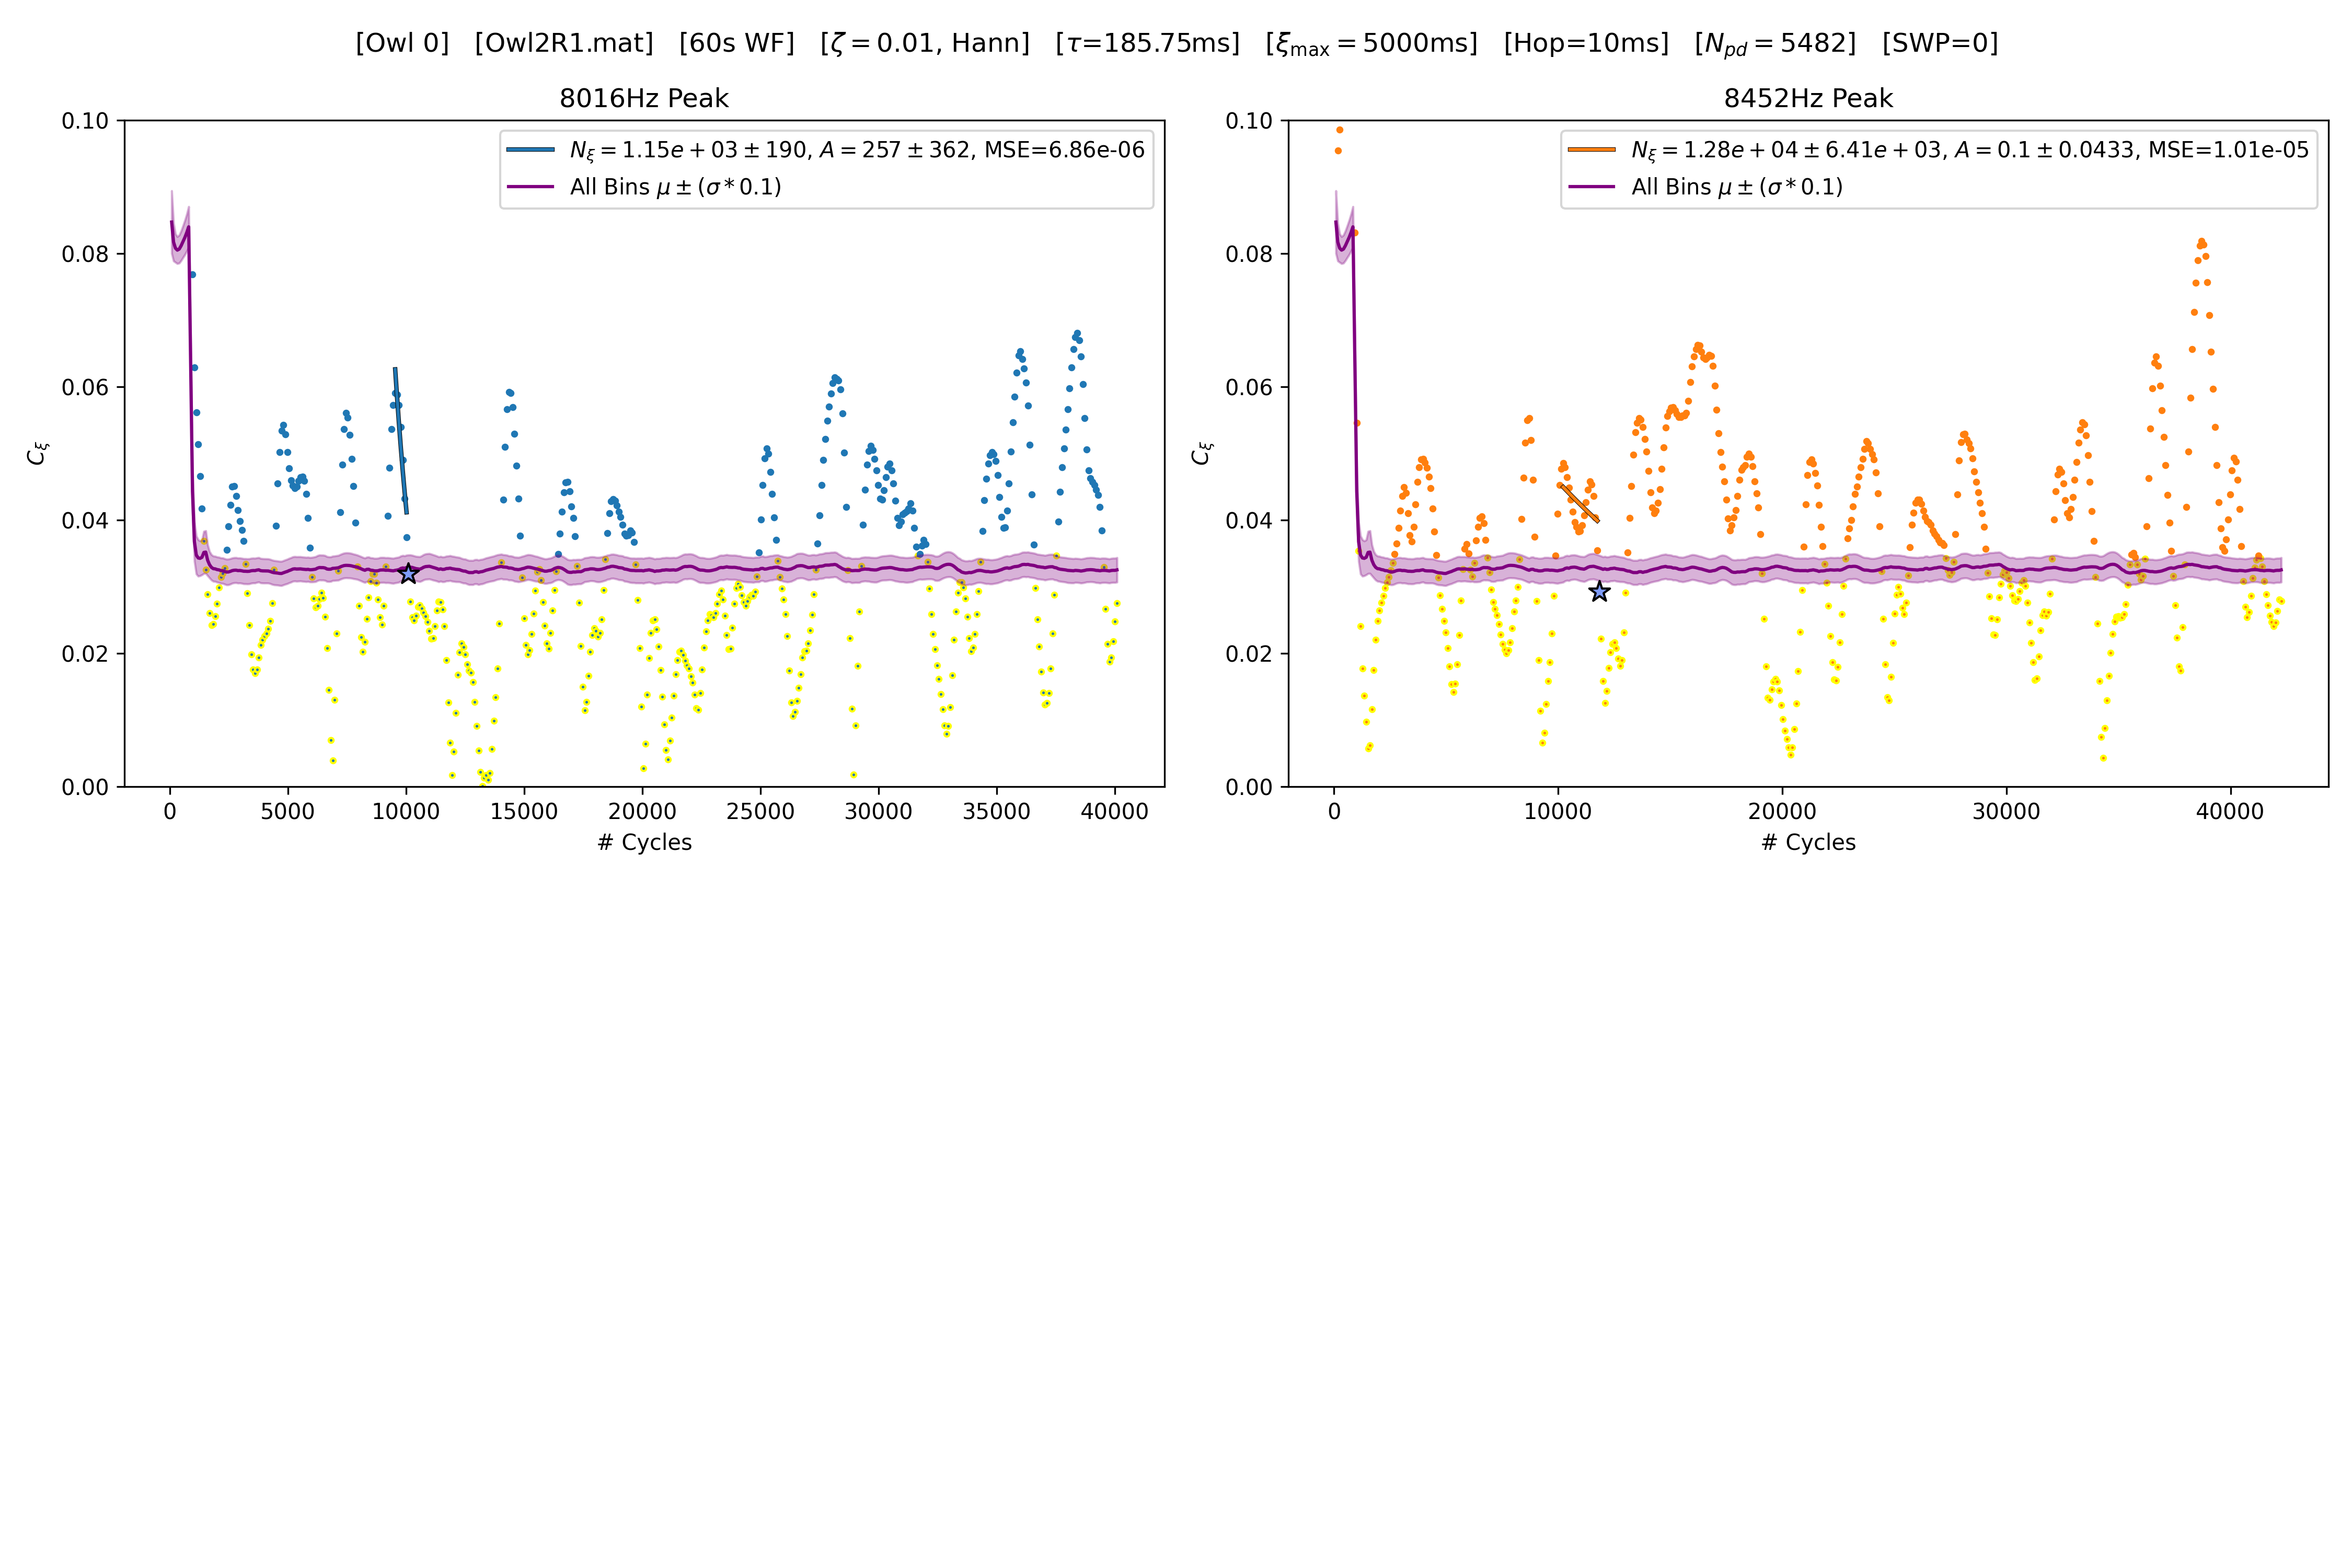 [Owl 0] [Owl2R1.mat] [60s WF] [ζ = 0.01, Hann] [τ=185.75ms] [ξmax = 5000ms] [Hop=10ms] [Npd = 5482] [SWP=0]
8016Hz Peak
Nξ = 1.15e + 03 ± 190, A = 257 ± 362, MSE=6.86e-06
All Bins μ ± (σ * 0.1)
0.10
0.08
0.06
0.04
0.02
0.00
Cξ
0 5000 10000 15000 20000 25000 30000 35000 40000
# Cycles
8452Hz Peak
Nξ = 1.28e + 04 ± 6.41e + 03, A = 0.1 ± 0.0433, MSE=1.01e-05
All Bins μ ± (σ * 0.1)
0.10
0.08
0.06
0.04
0.02
0.00
Cξ
0 10000 20000 30000 40000
# Cycles